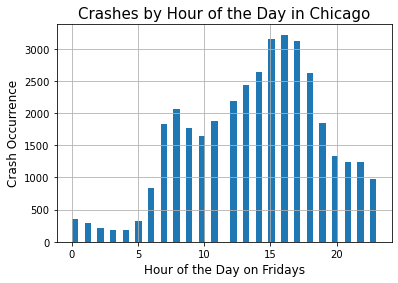 Crashes by Hour of the Day in Chicago
Crash Occurrence
3000
2500
2000
1500
1000
500
0
0 5 10 15 20
Hour of the Day on Fridays